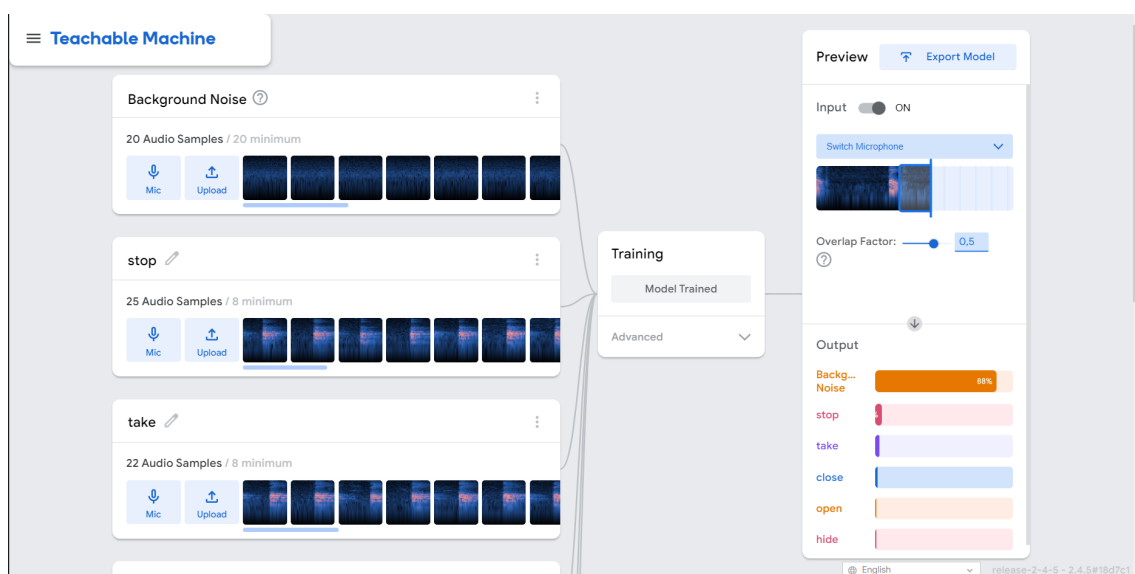 Teachable Machine
Background Noise
20 Audio Samples / 20 minimum
Mic
Upload
stop
25 Audio Samples / 8 minimum
Mic
Upload
take
22 Audio Samples / 8 minimum
Mic
Upload
Training
Model Trained
Advanced
Preview
Export Model
Input
ON
Switch Microphone
Overlap Factor:
0,5
Output
Backg...
Noise
88%
stop
take
close
open
hide
English
release-2-4-5 - 2.4.5#18d7c1